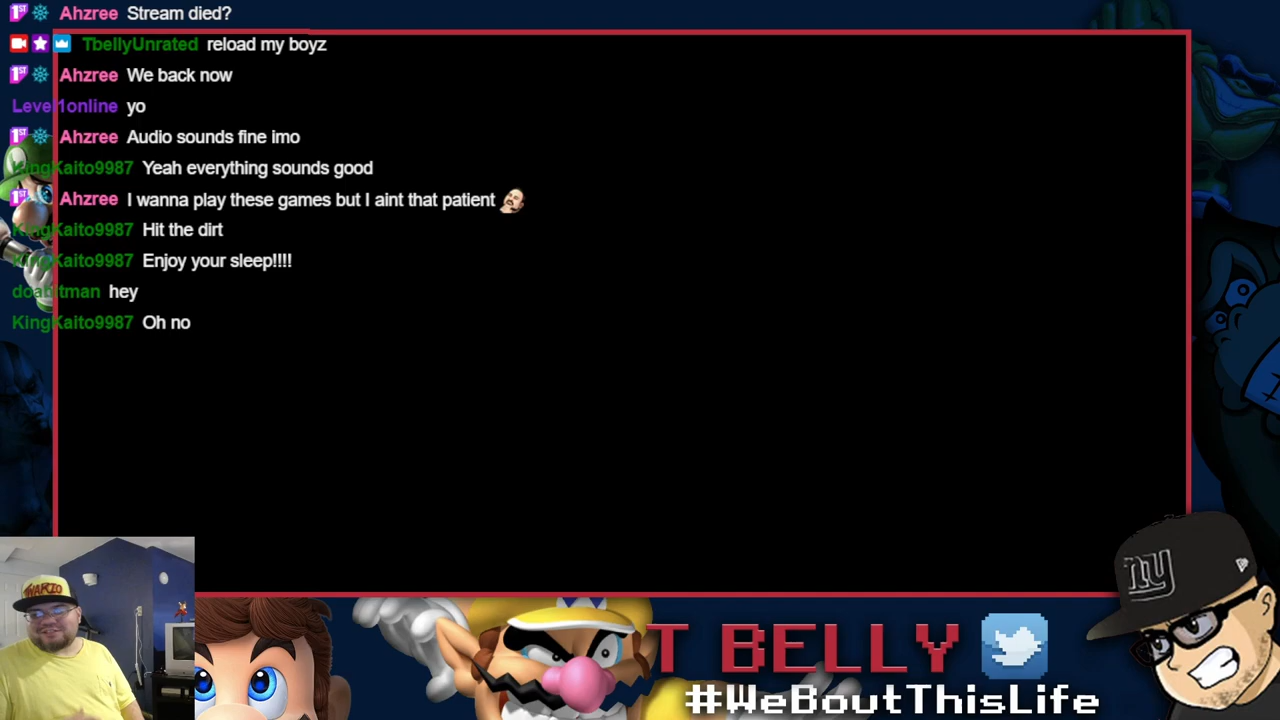 Ahzree Stream died?
TbellyUnrated reload my boyz
Ahzree We back now
Level1online yo
Ahzree Audio sounds fine imo
KingKaito9987 Yeah everything sounds good
Ahzree I wanna play these games but I aint that patient
KingKaito9987 Hit the dirt
KingKaito9987 Enjoy your sleep!!!!
hey
KingKaito9987 Oh no
WARIO
NY
T BELLY
#WeBoutThisLife